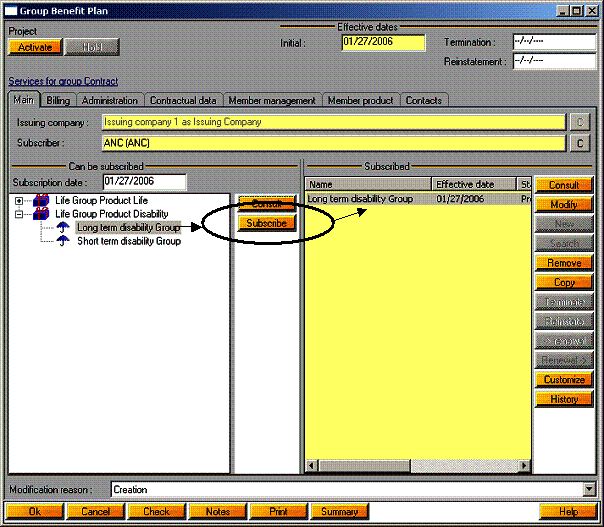 Group Benefit Plan
Project
Activate Hold
Effective dates
Initial : 01/27/2006
Termination : --/--/----
Reinstatement : --/--/----
Services for group Contract
Main Billing Administration Contractual data Member management Member product Contacts
Issuing company : Issuing company 1 as Issuing Company C
Subscriber : ANC (ANC) C
Can be subscribed
Subscription date : 01/27/2006
Life Group Product Life
Life Group Product Disability
Long term disability Group
Short term disability Group
Consult
Subscribe
Subscribed
Name Effective date Sta
Long term disability Group 01/27/2006 Pro
Consult
Modify
New
Search
Remove
Copy
Terminate
Reinstate
Renewal >
Customize
History
Modification reason : Creation
Ok Cancel Check Notes Print Summary Help